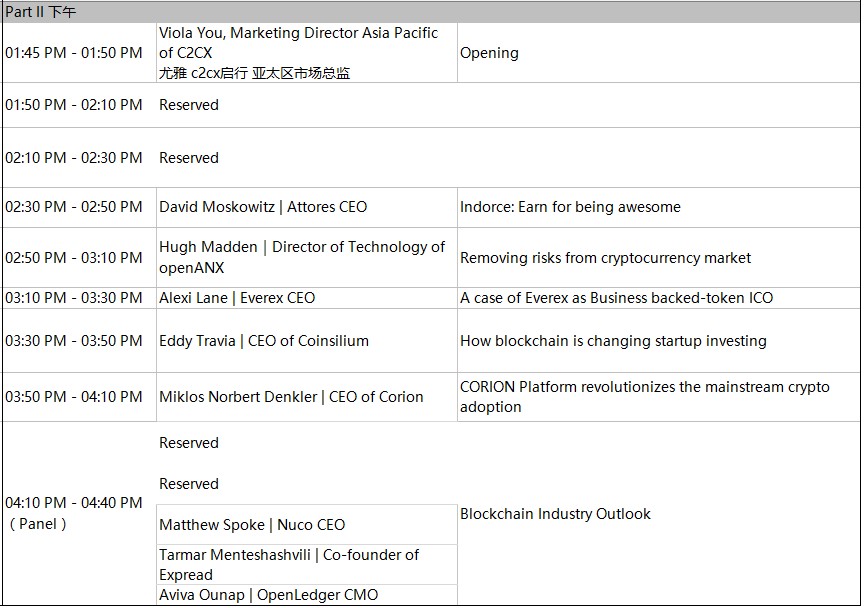 Part II 下午
01:45 PM - 01:50 PM
Viola You, Marketing Director Asia Pacific
of C2CX
尤雅 c2cx启行 亚太区市场总监
Opening
01:50 PM - 02:10 PM
Reserved
02:10 PM - 02:30 PM
Reserved
02:30 PM - 02:50 PM
David Moskowitz | Attores CEO
Indorce: Earn for being awesome
02:50 PM - 03:10 PM
Hugh Madden | Director of Technology of
openANX
Removing risks from cryptocurrency market
03:10 PM - 03:30 PM
Alexi Lane | Everex CEO
A case of Everex as Business backed-token ICO
03:30 PM - 03:50 PM
Eddy Travia | CEO of Coinsilium
How blockchain is changing startup investing
03:50 PM - 04:10 PM
Miklos Norbert Denkler | CEO of Corion
CORION Platform revolutionizes the mainstream crypto
adoption
04:10 PM - 04:40 PM
（Panel）
Reserved
Reserved
Matthew Spoke | Nuco CEO
Tarmar Menteshashvili | Co-founder of
Expread
Aviva Ounap | OpenLedger CMO
Blockchain Industry Outlook